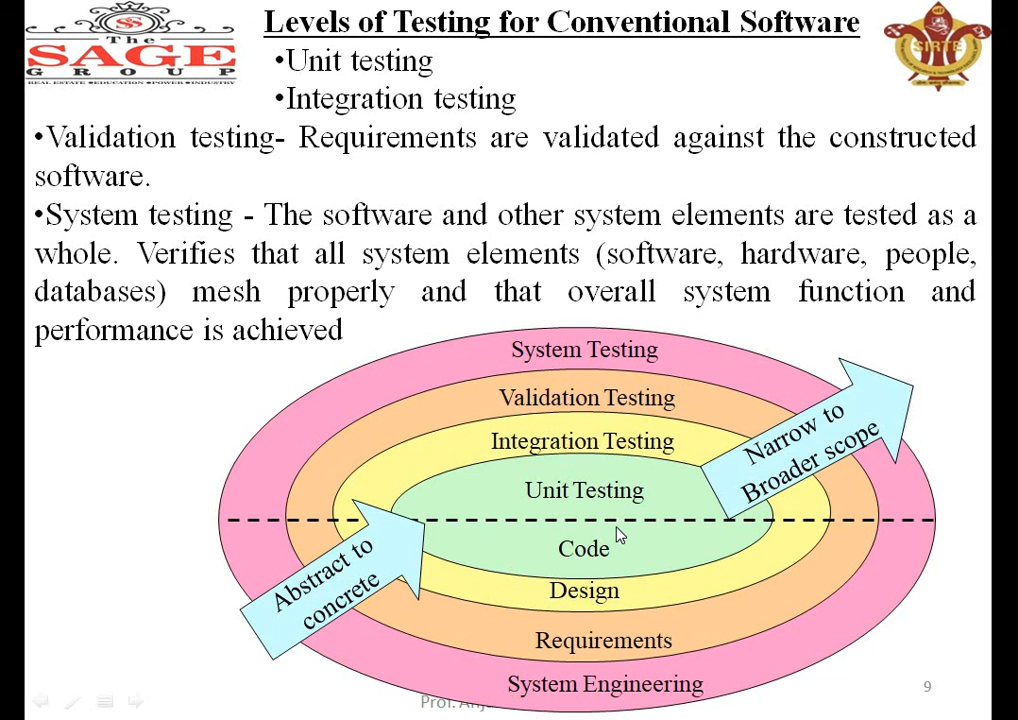 Levels of Testing for Conventional Software
The
SAGE
GROUP
REAL ESTATE •EDUCATION •POWER •INDUSTRY
SIRTE
•Unit testing
•Integration testing
•Validation testing- Requirements are validated against the constructed
software.
•System testing - The software and other system elements are tested as a
whole. Verifies that all system elements (software, hardware, people,
databases) mesh properly and that overall system function and
performance is achieved
System Testing
Validation Testing
Integration Testing
Unit Testing
Narrow to
Broader scope
Code
Abstract to
concrete
Design
Requirements
System Engineering
9
Prof.